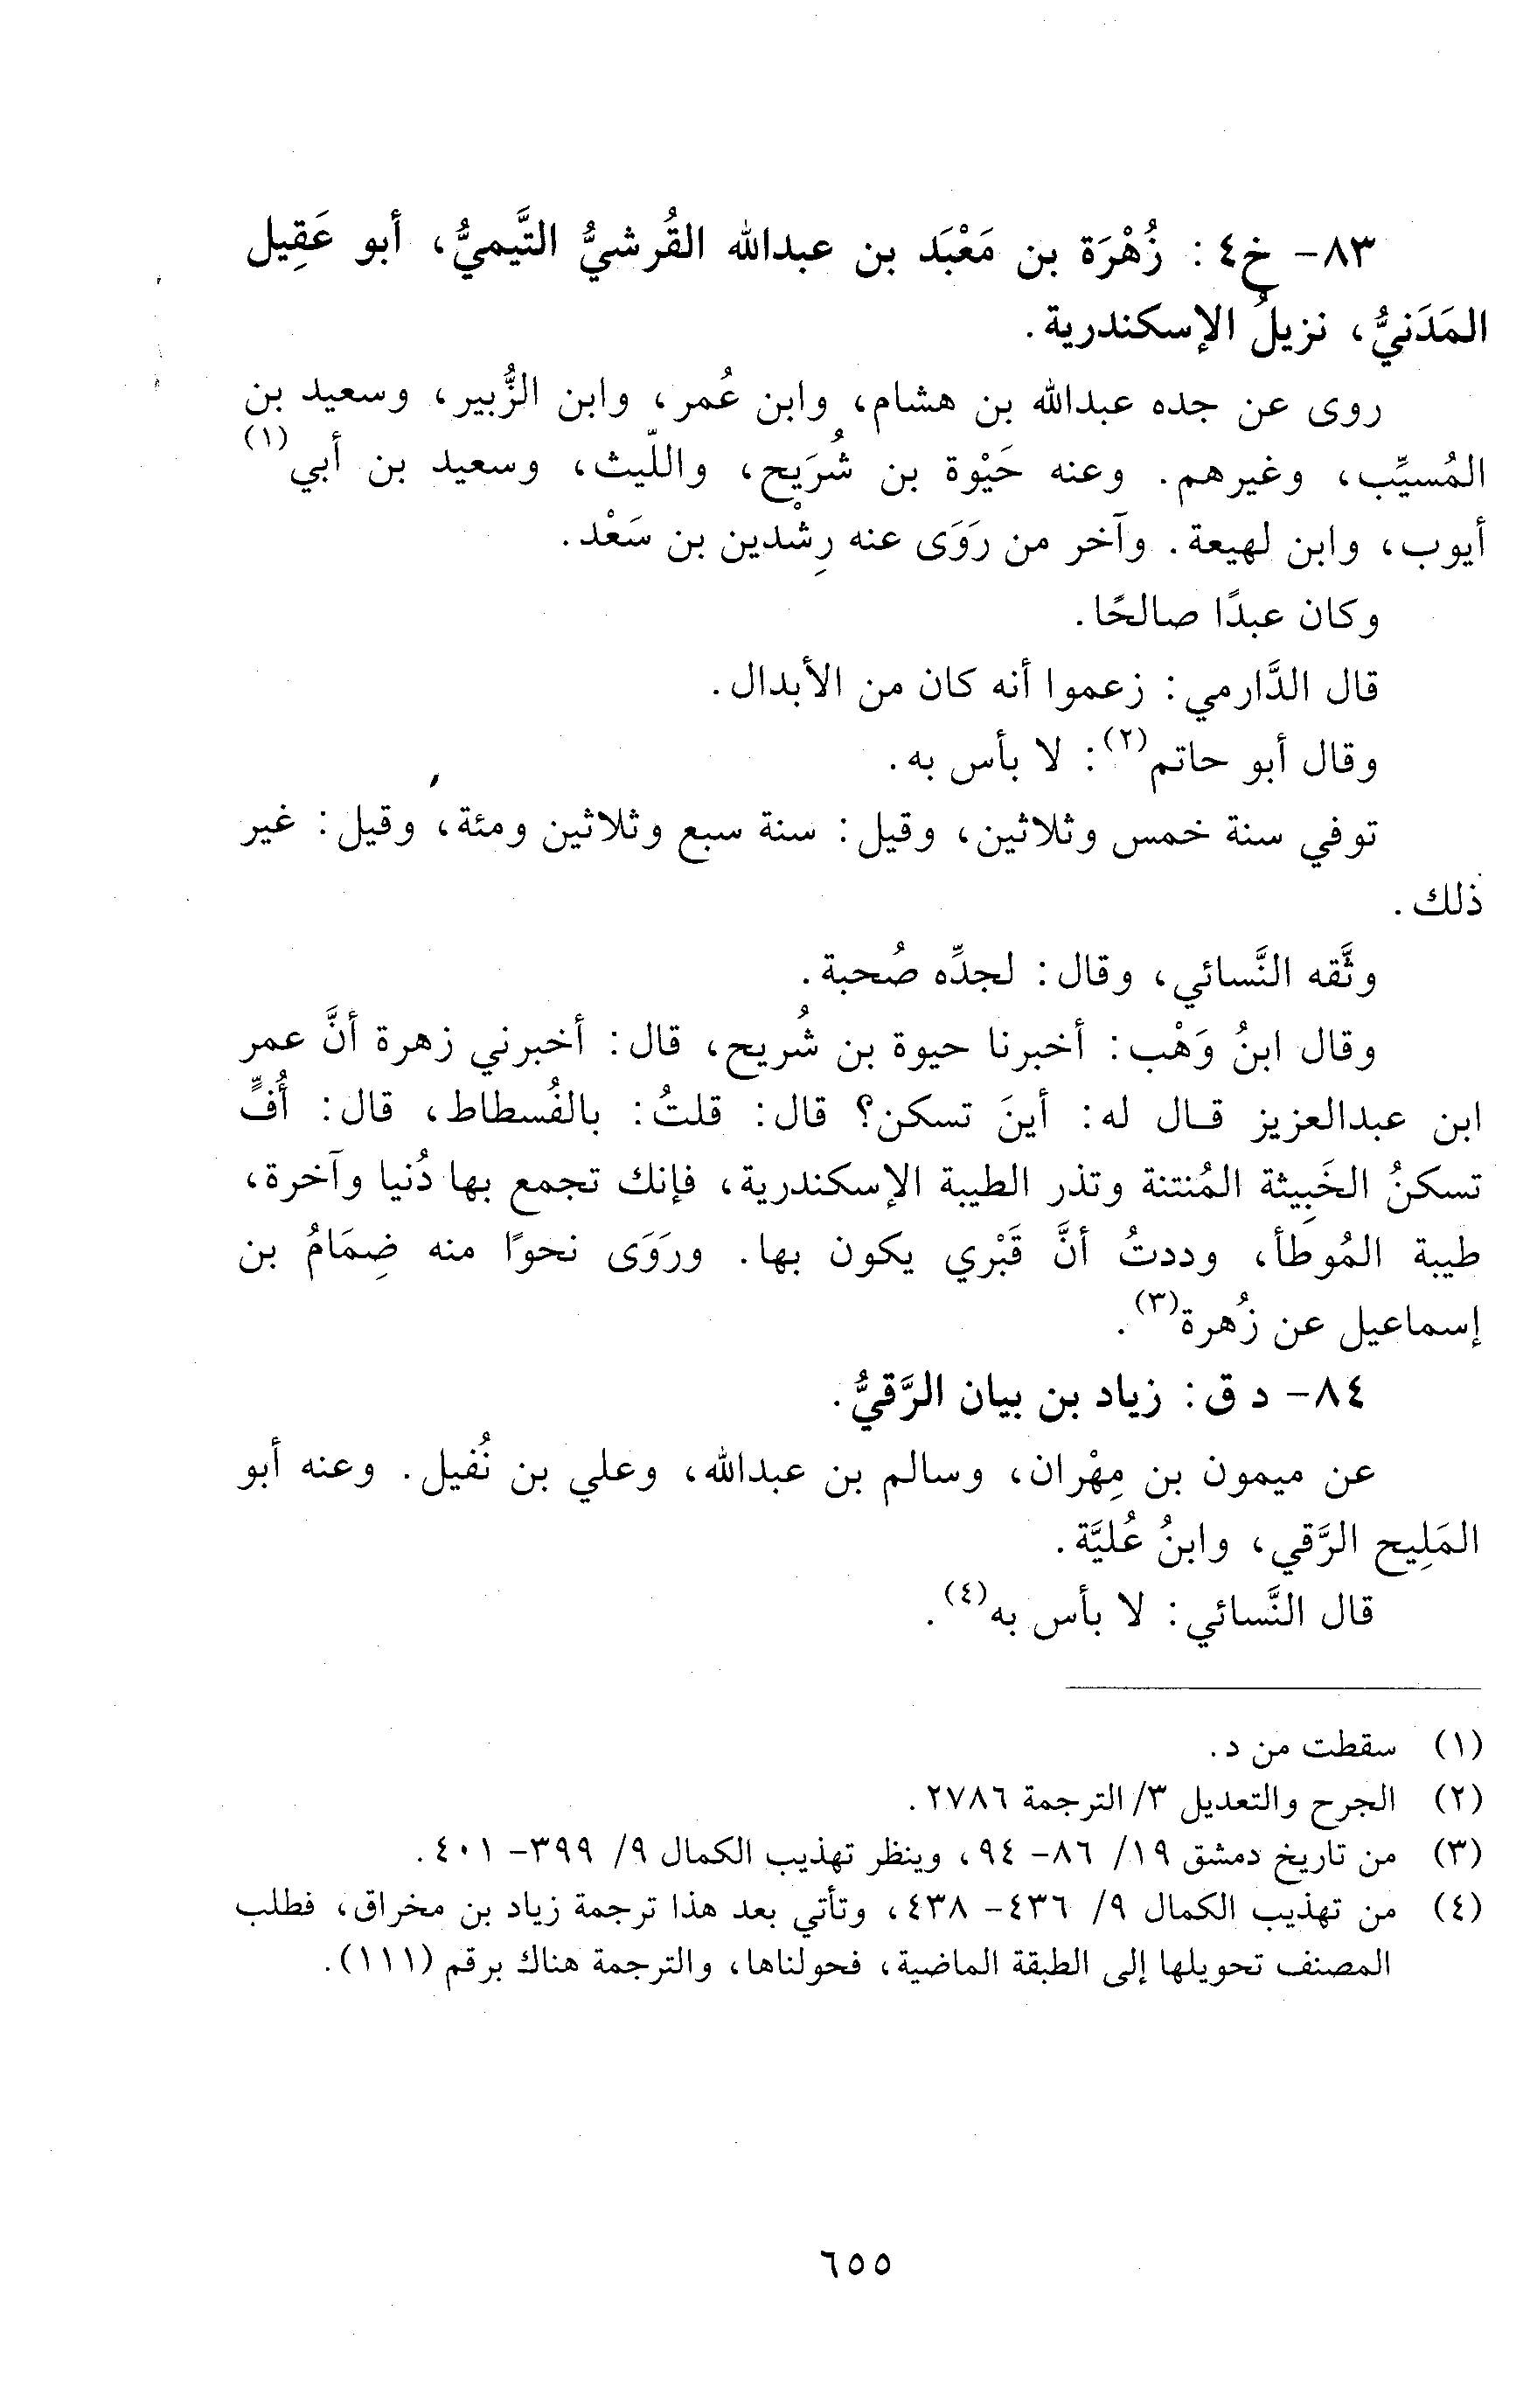 ٨٣- خ٤: زُهْرَة بن مَعْبَد بن عبدالله القُرشيُّ التَّيميُّ، أبو عَقِيل
المَدَنيُّ، نزيلُ الإسكندرية.
روى عن جده عبدالله بن هشام، وابن عُمر، وابن الزُّبير، وسعيد بن
المُسيِّب، وغيرهم. وعنه حَيْوة بن شُرَيْح، واللّيث، وسعيد بن أبي(١)
أيوب، وابن لهيعة. وآخر من رَوَى عنه رِشْدين بن سَعْد.
وكان عبدًا صالحًا.
قال الدَّارمي: زعموا أنه كان من الأبدال.
وقال أبو حاتم(٢): لا بأس به.
توفي سنة خمس وثلاثين، وقيل: سنة سبع وثلاثين ومئة، وقيل: غير
ذلك.
وثَّقه النَّسائي، وقال: لجدِّه صُحبة.
وقال ابنُ وَهْب: أخبرنا حيوة بن شُريح، قال: أخبرني زهرة أنَّ عمر
ابن عبدالعزيز قال له: أينَ تسكن؟ قال: قلتُ: بالفُسطاط، قال: أُفٍّ
تسكنُ الخَبِيثة المُنتنة وتذر الطيبة الإسكندرية، فإنك تجمع بها دُنيا وآخرة،
طيبة المُوطأ، وددتُ أنَّ قَبْري يكون بها. ورَوَى نحوًا منه ضِمَامُ بن
إسماعيل عن زُهرة(٣).
٨٤- د ق: زياد بن بيان الرَّقيُّ.
عن ميمون بن مِهْران، وسالم بن عبدالله، وعلي بن نُفيل. وعنه أبو
المَلِيح الرَّقي، وابنُ عُليَّة.
قال النَّسائي: لا بأس به(٤).
(١) سقطت من د.
(٢) الجرح والتعديل ٣/ الترجمة ٢٧٨٦.
(٣) من تاريخ دمشق ١٩/ ٨٦- ٩٤، وينظر تهذيب الكمال ٩/ ٣٩٩- ٤٠١.
(٤) من تهذيب الكمال ٩/ ٤٣٦- ٤٣٨، وتأتي بعد هذا ترجمة زياد بن مخراق، فطلب
المصنف تحويلها إلى الطبقة الماضية، فحولناها، والترجمة هناك برقم (١١١).
٦٥٥